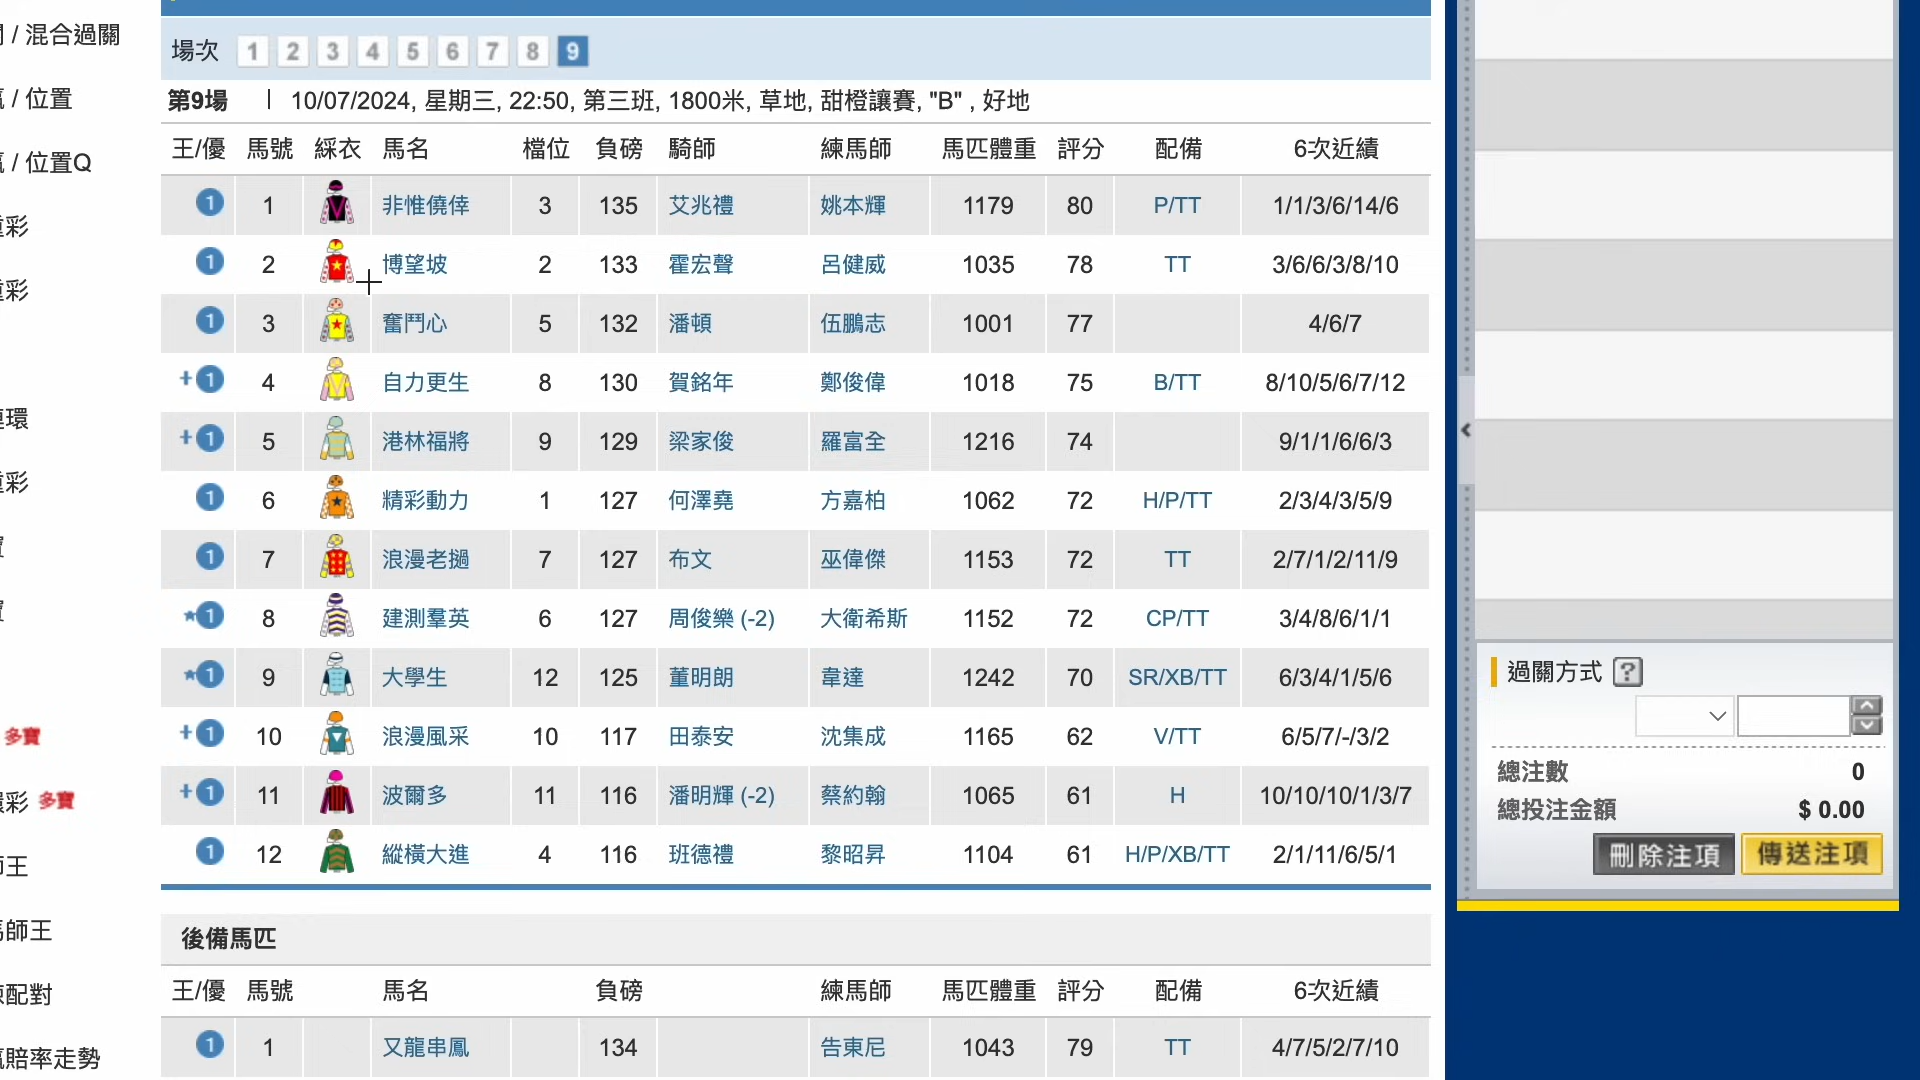 / 混合過關
/ 位置
/ 位置Q
重彩
重彩
環
重彩
寶
寶
多寶
環彩 多寶
師王
馬師王
配對
賠率走勢
場次 1 2 3 4 5 6 7 8 9
第9場 | 10/07/2024, 星期三, 22:50, 第三班, 1800米, 草地, 甜橙讓賽, "B" , 好地
王/優 馬號 綵衣 馬名 檔位 負磅 騎師 練馬師 馬匹體重 評分 配備 6次近績
1 1 非惟僥倖 3 135 艾兆禮 姚本輝 1179 80 P/TT 1/1/3/6/14/6
1 2 博望坡 2 133 霍宏聲 呂健威 1035 78 TT 3/6/6/3/8/10
1 3 奮鬥心 5 132 潘頓 伍鵬志 1001 77 4/6/7
+1 4 自力更生 8 130 賀銘年 鄭俊偉 1018 75 B/TT 8/10/5/6/7/12
+1 5 港林福將 9 129 梁家俊 羅富全 1216 74 9/1/1/6/6/3
1 6 精彩動力 1 127 何澤堯 方嘉柏 1062 72 H/P/TT 2/3/4/3/5/9
1 7 浪漫老撾 7 127 布文 巫偉傑 1153 72 TT 2/7/1/2/11/9
★1 8 建測羣英 6 127 周俊樂 (-2) 大衛希斯 1152 72 CP/TT 3/4/8/6/1/1
★1 9 大學生 12 125 董明朗 韋達 1242 70 SR/XB/TT 6/3/4/1/5/6
+1 10 浪漫風采 10 117 田泰安 沈集成 1165 62 V/TT 6/5/7/-/3/2
+1 11 波爾多 11 116 潘明輝 (-2) 蔡約翰 1065 61 H 10/10/10/1/3/7
1 12 縱橫大進 4 116 班德禮 黎昭昇 1104 61 H/P/XB/TT 2/1/11/6/5/1
後備馬匹
王/優 馬號 馬名 負磅 練馬師 馬匹體重 評分 配備 6次近績
1 1 又龍串鳳 134 告東尼 1043 79 TT 4/7/5/2/7/10
過關方式 ?
總注數 0
總投注金額 $ 0.00
刪除注項 傳送注項